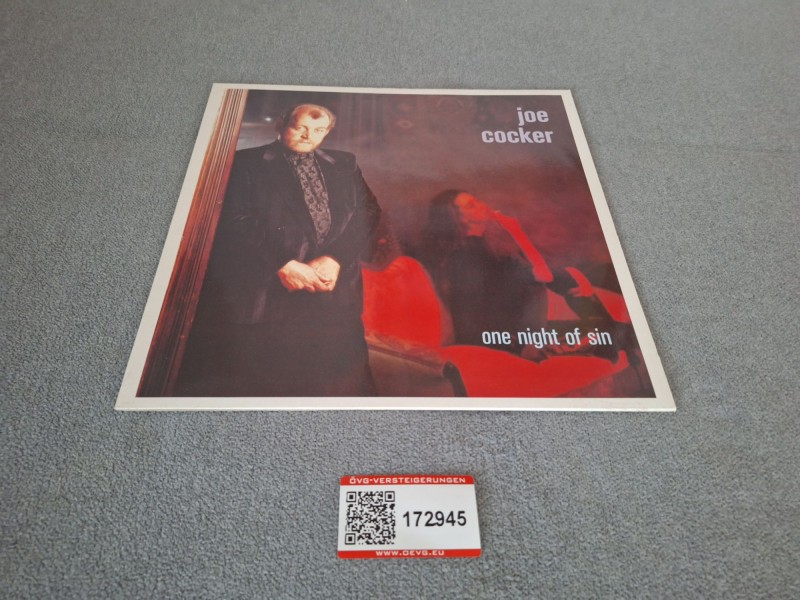 joe
cocker
one night of sin
ÖVG-VERSTEIGERUNGEN
172945
WWW.OEVG.EU